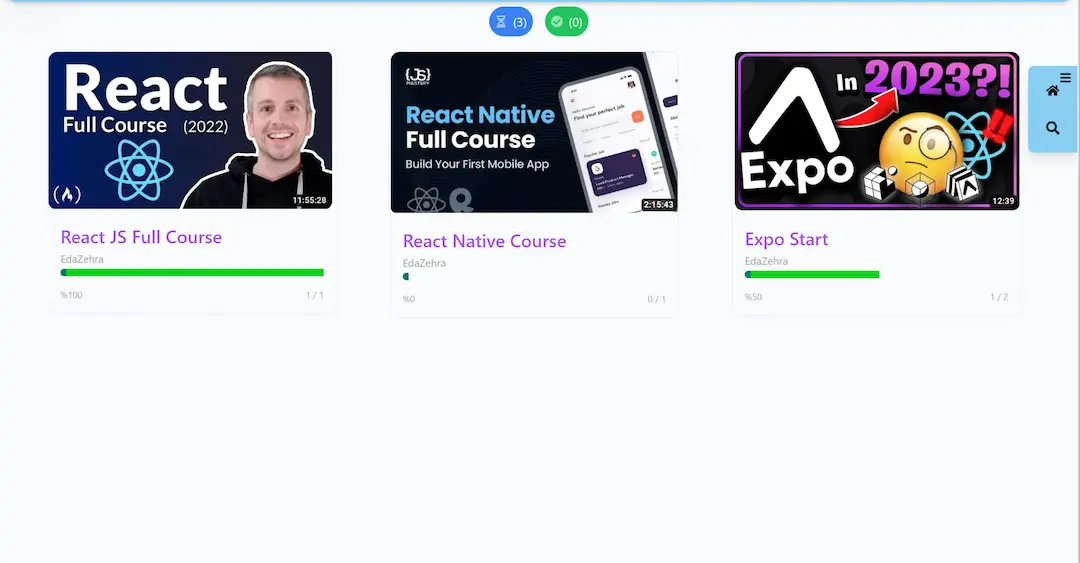 (3) (0)
React
Full Course (2022)
11:55:28
React JS Full Course
EdaZehra
%100 1 / 1
{JS}
MASTERY
React Native
Full Course
Build Your First Mobile App
Find your perfect job
2:15:43
React Native Course
EdaZehra
%0 0 / 1
In 2023?!
Expo
12:39
Expo Start
EdaZehra
%50 1 / 2